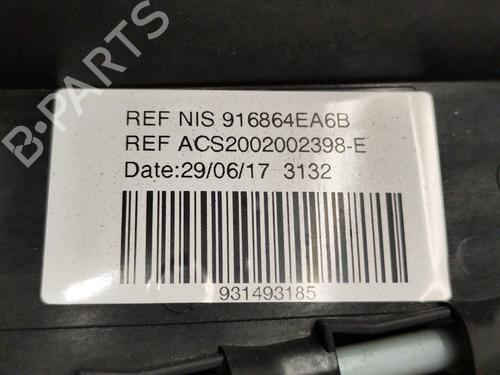 REF NIS 916864EA6B
REF ACS2002002398-E
Date:29/06/17 3132
931493185
B-PARTS